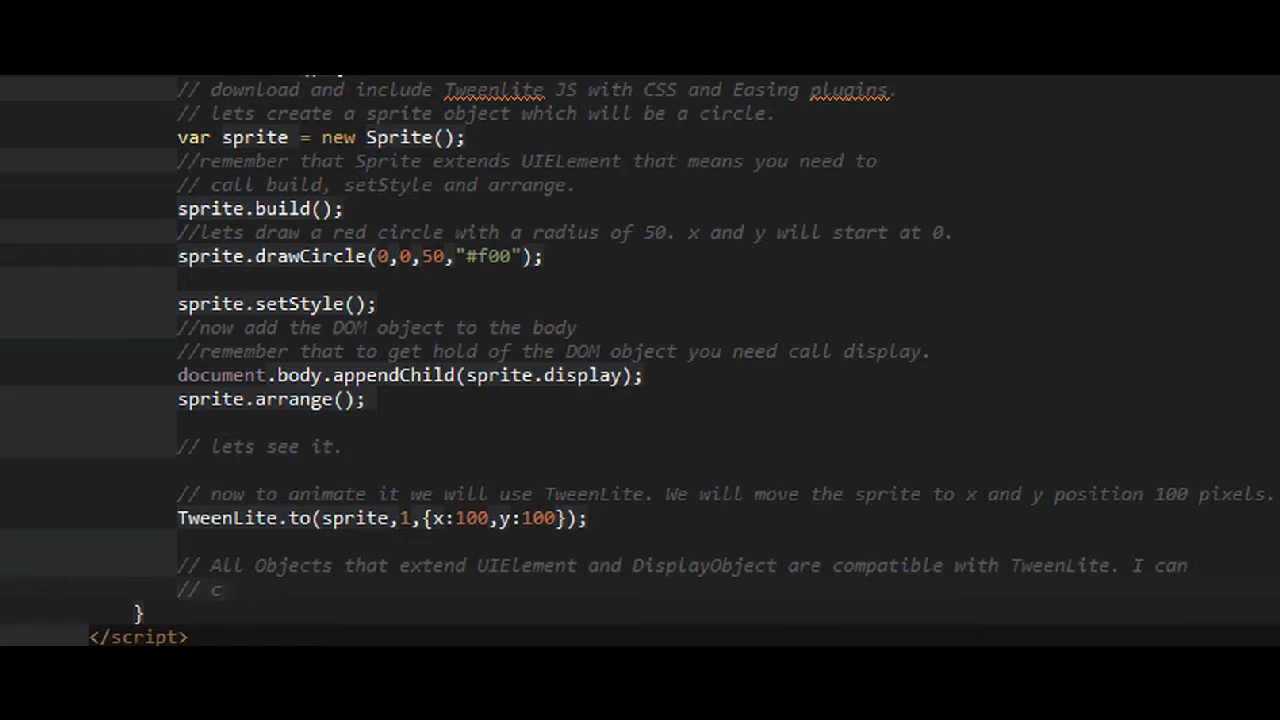 // download and include Tweenlite JS with CSS and Easing plugins.
// lets create a sprite object which will be a circle.
var sprite = new Sprite();
//remember that Sprite extends UIELement that means you need to
// call build, setStyle and arrange.
sprite.build();
//lets draw a red circle with a radius of 50. x and y will start at 0.
sprite.drawCircle(0,0,50,"#f00");
sprite.setStyle();
//now add the DOM object to the body
//remember that to get hold of the DOM object you need call display.
document.body.appendChild(sprite.display);
sprite.arrange();
// lets see it.
// now to animate it we will use TweenLite. We will move the sprite to x and y position 100 pixels.
TweenLite.to(sprite,1,{x:100,y:100});
// All Objects that extend UIElement and DisplayObject are compatible with TweenLite. I can
// c
}
</script>